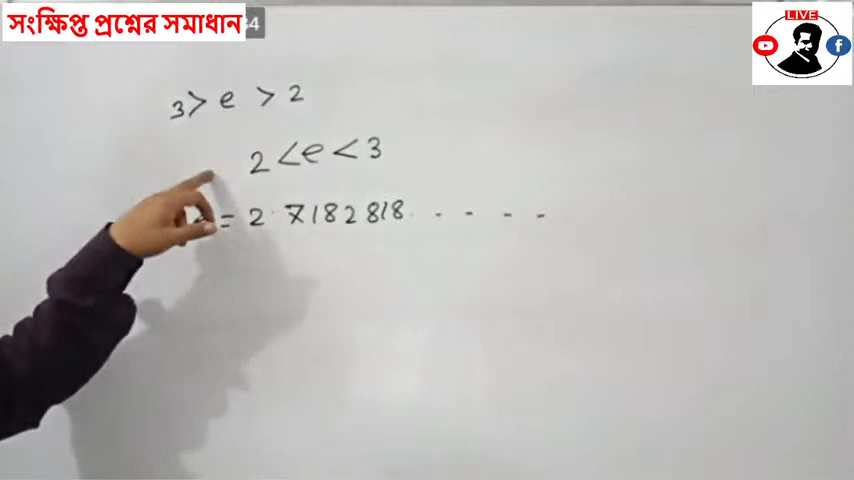 সংক্ষিপ্ত প্রশ্নের সমাধান
LIVE
3 > e > 2
2 < e < 3
= 2.7182818 . - - - -